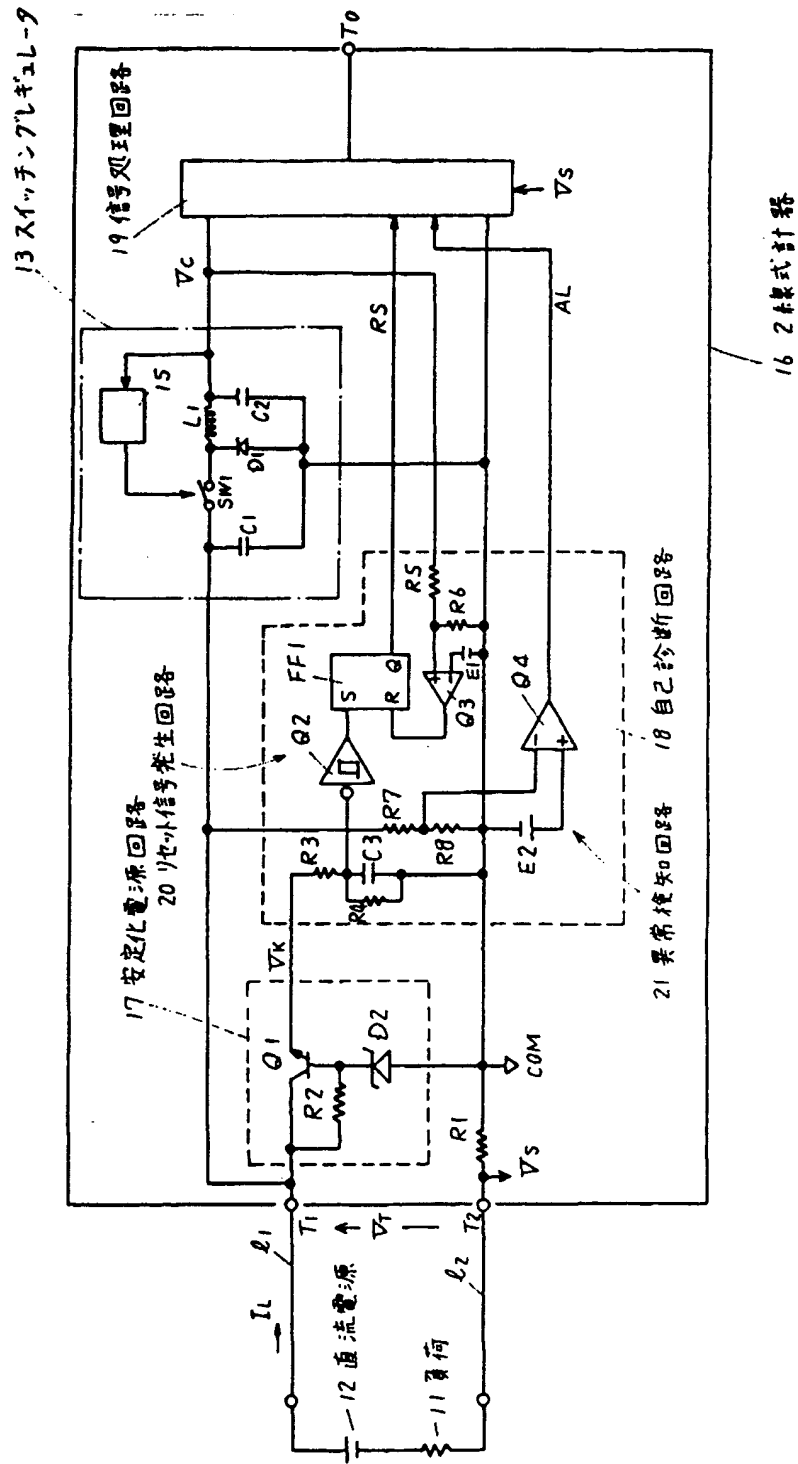 13 スイッチングレギュレータ
19 信号処理回路
T0
VC
15
L1
C2
D1
SW1
C1
RS
VS
AL
16 2線式計器
20 リセット信号発生回路
17 安定化電源回路
Q2
FF1
S
R
Q
R5
R6
+
-
E1
Q3
Q4
-
+
18 自己診断回路
R3
R4
C3
R7
R8
E2
21 異常検知回路
VK
Q1
R2
D2
R1
COM
VS
T1
VT
T2
l1
l2
IL
12 直流電源
11 負荷